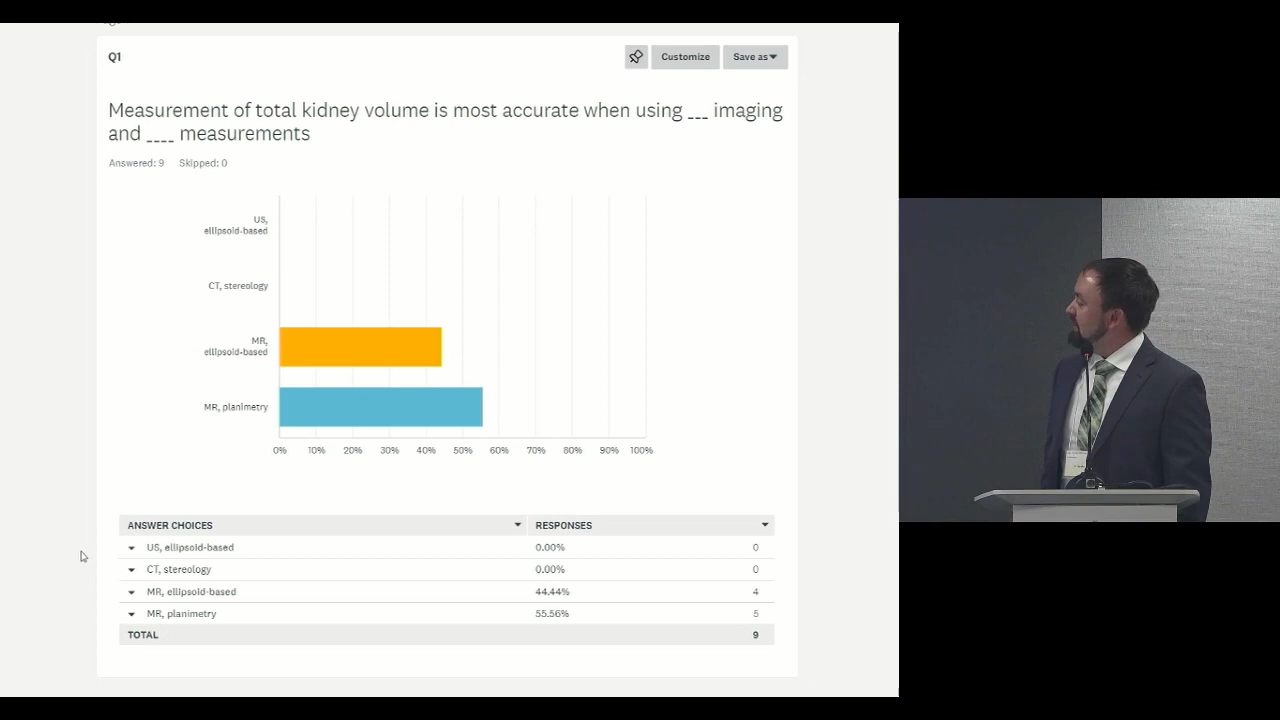 Q1
Customize
Save as
Measurement of total kidney volume is most accurate when using ___ imaging
and ____ measurements
Answered: 9 Skipped: 0
US,
ellipsoid-based
CT, stereology
MR,
ellipsoid-based
MR, planimetry
0% 10% 20% 30% 40% 50% 60% 70% 80% 90% 100%
ANSWER CHOICES RESPONSES
US, ellipsoid-based 0.00% 0
CT, stereology 0.00% 0
MR, ellipsoid-based 44.44% 4
MR, planimetry 55.56% 5
TOTAL 9